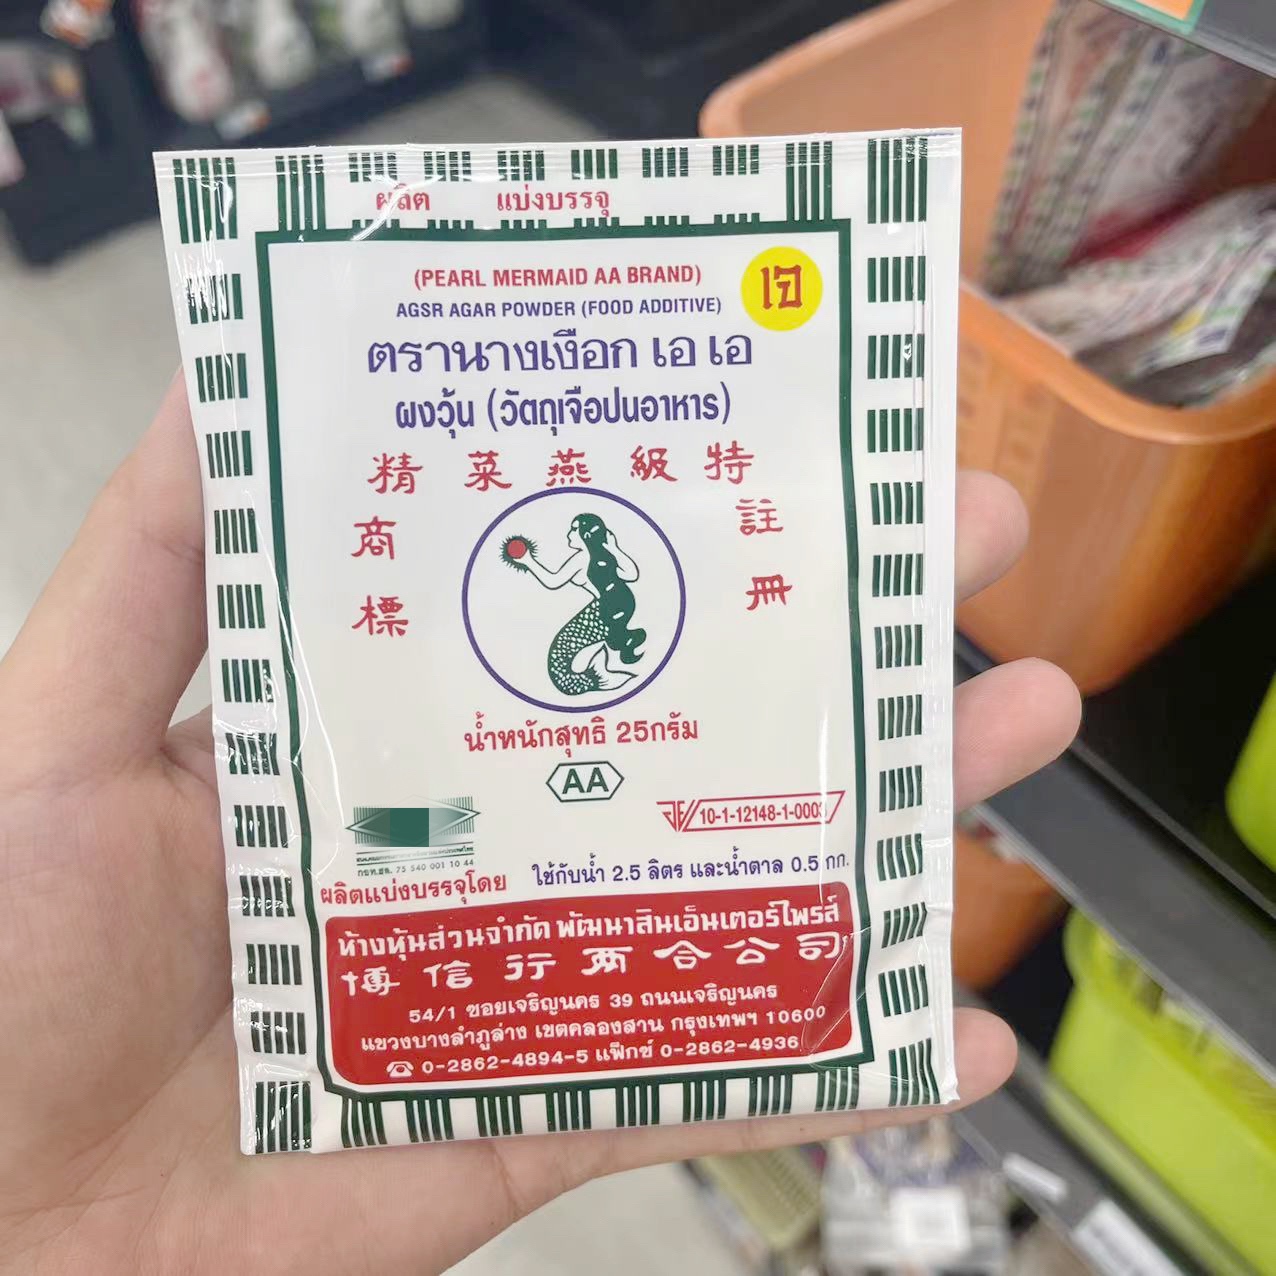 ผลิต แบ่งบรรจุ
(PEARL MERMAID AA BRAND)
เจ
AGSR AGAR POWDER (FOOD ADDITIVE)
ตรานางเงือก เอ เอ
ผงวุ้น (วัตถุเจือปนอาหาร)
精 菜 燕 級 特
商 註
標 冊
น้ำหนักสุทธิ 25กรัม
AA
10-1-12148-1-0003
กอท.ฮล. 75 540 001 10 44
ใช้กับน้ำ 2.5 ลิตร และน้ำตาล 0.5 กก.
ผลิตแบ่งบรรจุโดย
ห้างหุ้นส่วนจำกัด พัฒนาสินเอ็นเตอร์ไพรส์
博 信 行 兩 合 公 司
54/1 ซอยเจริญนคร 39 ถนนเจริญนคร
แขวงบางลำภูล่าง เขตคลองสาน กรุงเทพฯ 10600
☎ 0-2862-4894-5 แฟ็กซ์ 0-2862-4936